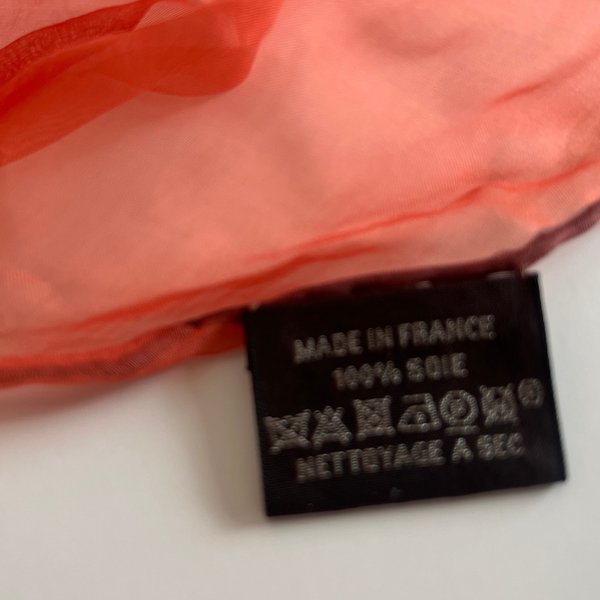 MADE IN FRANCE
100% SOIE
NETTOYAGE A SEC